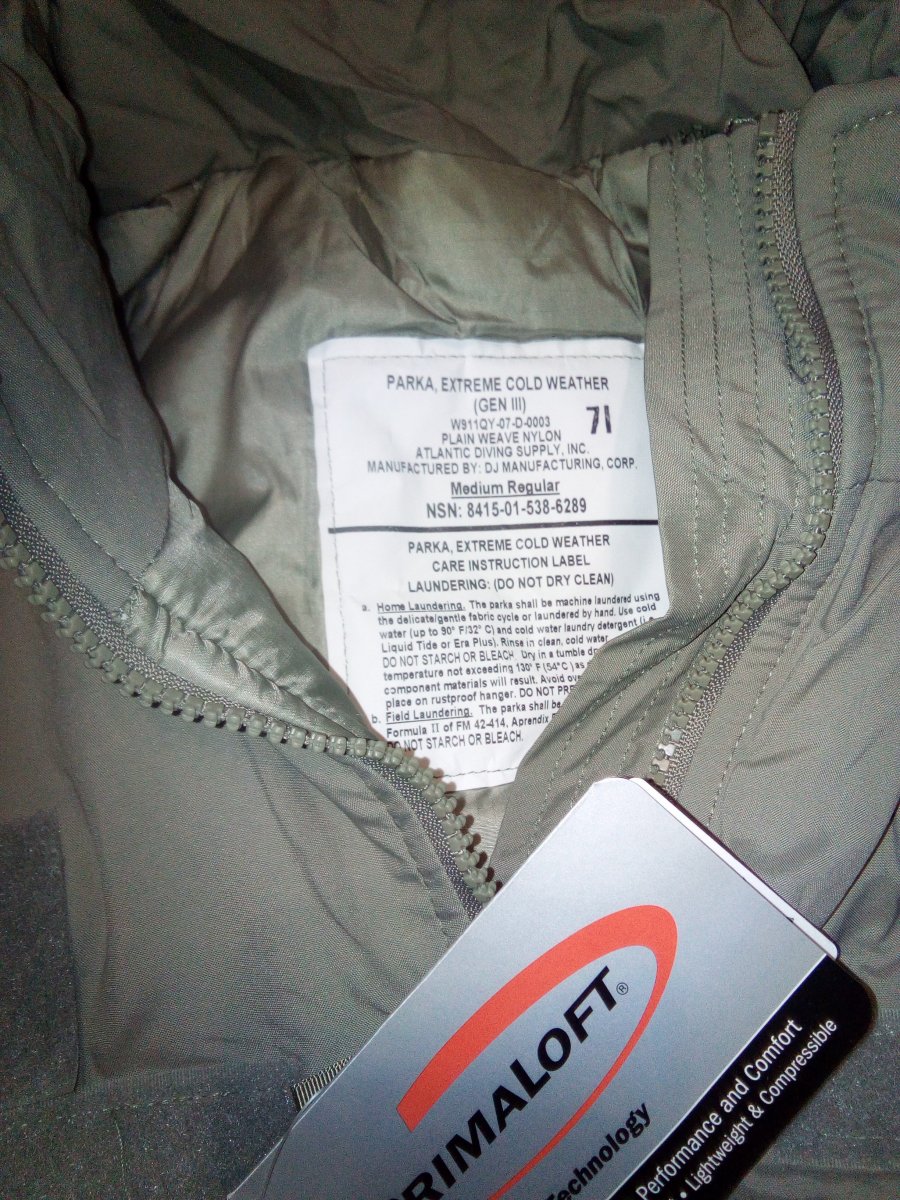 PARKA, EXTREME COLD WEATHER
(GEN III)
71
W911QY-07-D-0003
PLAIN WEAVE NYLON
ATLANTIC DIVING SUPPLY, INC.
MANUFACTURED BY: DJ MANUFACTURING, CORP.
Medium Regular
NSN: 8415-01-538-6289
PARKA, EXTREME COLD WEATHER
CARE INSTRUCTION LABEL
LAUNDERING: (DO NOT DRY CLEAN)
a. Home Laundering. The parka shall be machine laundered using
the delicate/gentle fabric cycle or laundered by hand. Use cold
water (up to 90° F/32° C) and cold water laundry detergent (i.e.
Liquid Tide or Era Plus). Rinse in clean, cold water
DO NOT STARCH OR BLEACH. Dry in a tumble
temperature not exceeding 130° F (54°C) as
component materials will result. Avoid
place on rustproof hanger. DO NOT
b. Field Laundering. The parka shall be
Formula II of FM 42-414, Aprendix
DO NOT STARCH OR BLEACH.
PRIMALOFT®
Technology
Performance and Comfort
• Lightweight & Compressible